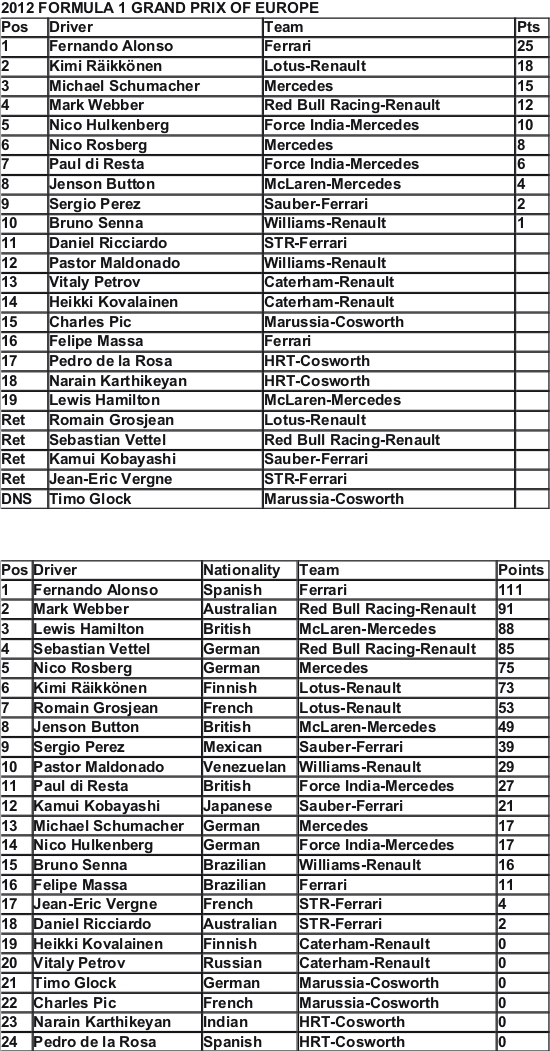 2012 FORMULA 1 GRAND PRIX OF EUROPE
Pos Driver Team Pts
1 Fernando Alonso Ferrari 25
2 Kimi Räikkönen Lotus-Renault 18
3 Michael Schumacher Mercedes 15
4 Mark Webber Red Bull Racing-Renault 12
5 Nico Hulkenberg Force India-Mercedes 10
6 Nico Rosberg Mercedes 8
7 Paul di Resta Force India-Mercedes 6
8 Jenson Button McLaren-Mercedes 4
9 Sergio Perez Sauber-Ferrari 2
10 Bruno Senna Williams-Renault 1
11 Daniel Ricciardo STR-Ferrari
12 Pastor Maldonado Williams-Renault
13 Vitaly Petrov Caterham-Renault
14 Heikki Kovalainen Caterham-Renault
15 Charles Pic Marussia-Cosworth
16 Felipe Massa Ferrari
17 Pedro de la Rosa HRT-Cosworth
18 Narain Karthikeyan HRT-Cosworth
19 Lewis Hamilton McLaren-Mercedes
Ret Romain Grosjean Lotus-Renault
Ret Sebastian Vettel Red Bull Racing-Renault
Ret Kamui Kobayashi Sauber-Ferrari
Ret Jean-Eric Vergne STR-Ferrari
DNS Timo Glock Marussia-Cosworth
Pos Driver Nationality Team Points
1 Fernando Alonso Spanish Ferrari 111
2 Mark Webber Australian Red Bull Racing-Renault 91
3 Lewis Hamilton British McLaren-Mercedes 88
4 Sebastian Vettel German Red Bull Racing-Renault 85
5 Nico Rosberg German Mercedes 75
6 Kimi Räikkönen Finnish Lotus-Renault 73
7 Romain Grosjean French Lotus-Renault 53
8 Jenson Button British McLaren-Mercedes 49
9 Sergio Perez Mexican Sauber-Ferrari 39
10 Pastor Maldonado Venezuelan Williams-Renault 29
11 Paul di Resta British Force India-Mercedes 27
12 Kamui Kobayashi Japanese Sauber-Ferrari 21
13 Michael Schumacher German Mercedes 17
14 Nico Hulkenberg German Force India-Mercedes 17
15 Bruno Senna Brazilian Williams-Renault 16
16 Felipe Massa Brazilian Ferrari 11
17 Jean-Eric Vergne French STR-Ferrari 4
18 Daniel Ricciardo Australian STR-Ferrari 2
19 Heikki Kovalainen Finnish Caterham-Renault 0
20 Vitaly Petrov Russian Caterham-Renault 0
21 Timo Glock German Marussia-Cosworth 0
22 Charles Pic French Marussia-Cosworth 0
23 Narain Karthikeyan Indian HRT-Cosworth 0
24 Pedro de la Rosa Spanish HRT-Cosworth 0